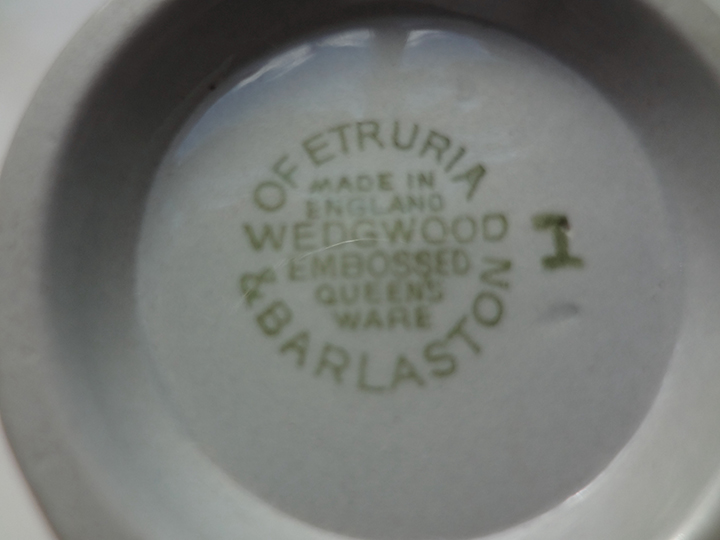 OF ETRURIA
MADE IN
ENGLAND
WEDGWOOD
EMBOSSED
QUEENS
WARE
& BARLASTON
1